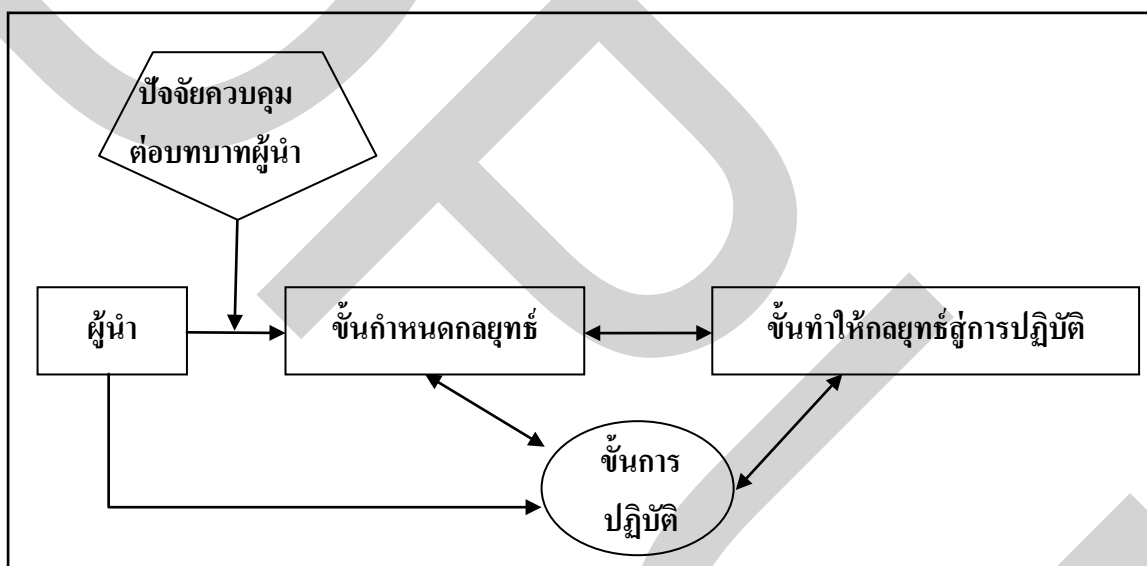 ปัจจัยควบคุม
ต่อบทบาทผู้นำ
ผู้นำ
ขั้นกำหนดกลยุทธ์
ขั้นทำให้กลยุทธ์สู่การปฏิบัติ
ขั้นการ
ปฏิบัติ